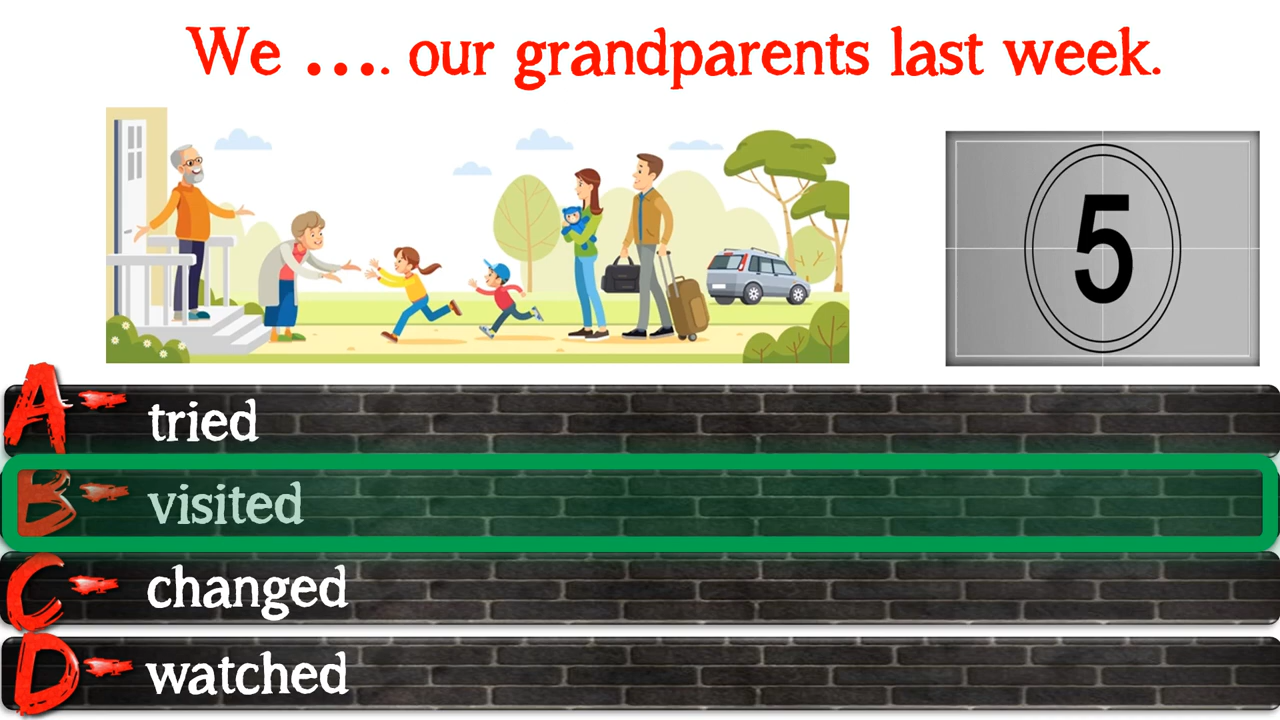 We .... our grandparents last week.
5
A- tried
B- visited
C- changed
D- watched